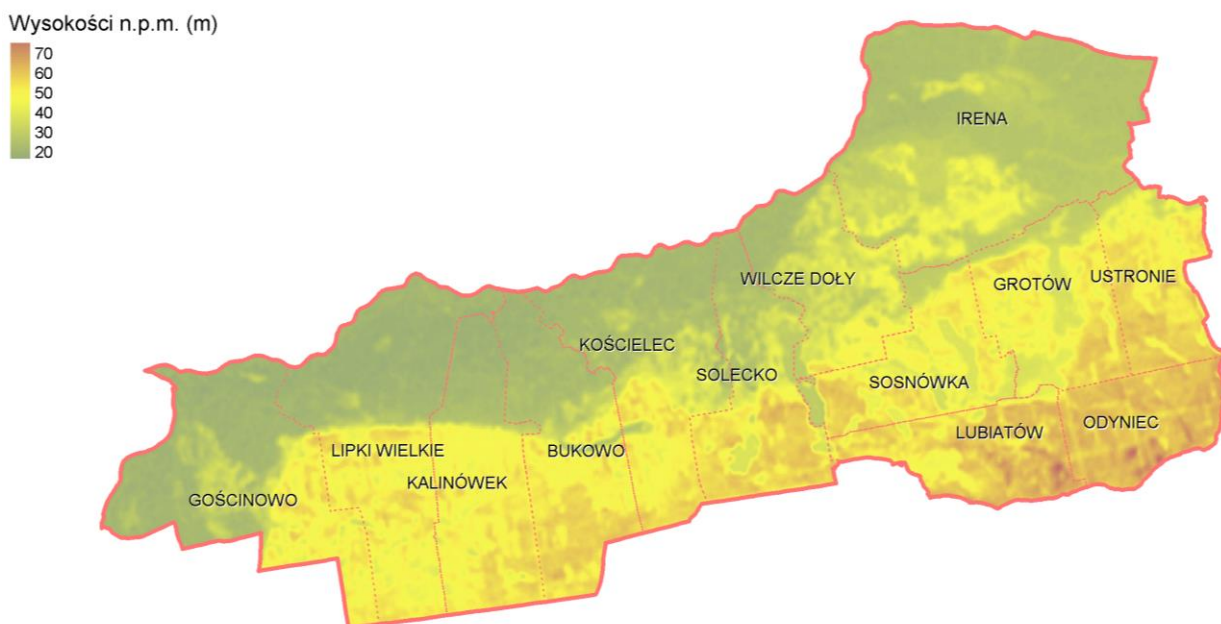 Wysokości n.p.m. (m)
70
60
50
40
30
20
IRENA
WILCZE DOŁY
GROTÓW
USTRONIE
KOŚCIELEC
SOLECKO
SOSNÓWKA
LUBIATÓW
ODYNIEC
LIPKI WIELKIE
BUKOWO
KALINÓWEK
GOŚCINOWO